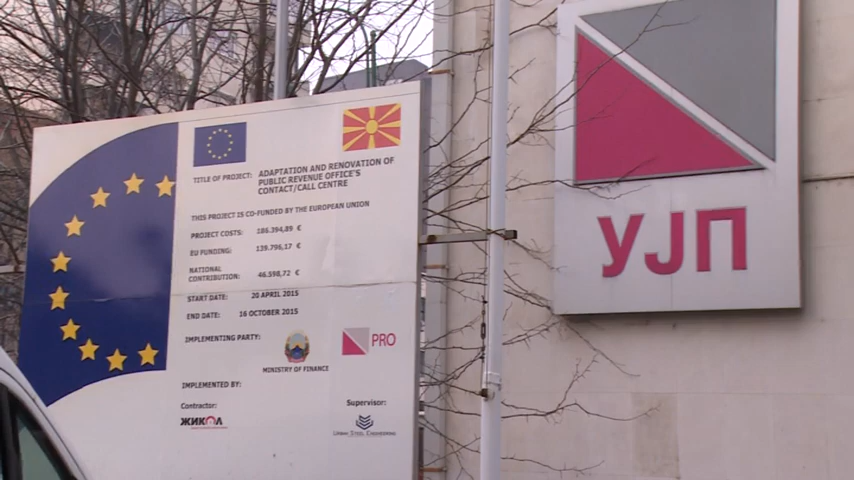 TITLE OF PROJECT: ADAPTATION AND RENOVATION OF
PUBLIC REVENUE OFFICE'S
CONTACT/CALL CENTRE
THIS PROJECT IS CO-FUNDED BY THE EUROPEAN UNION
PROJECT COSTS: 186.394,89 €
EU FUNDING: 139.796,17 €
NATIONAL
CONTRIBUTION: 46.598,72 €
START DATE: 20 APRIL 2015
END DATE: 16 OCTOBER 2015
IMPLEMENTING PARTY:
MINISTRY OF FINANCE
PRO
IMPLEMENTED BY:
Contractor:
ЖИКОЛ
Supervisor:
Urban Steel Engineering
УЈП